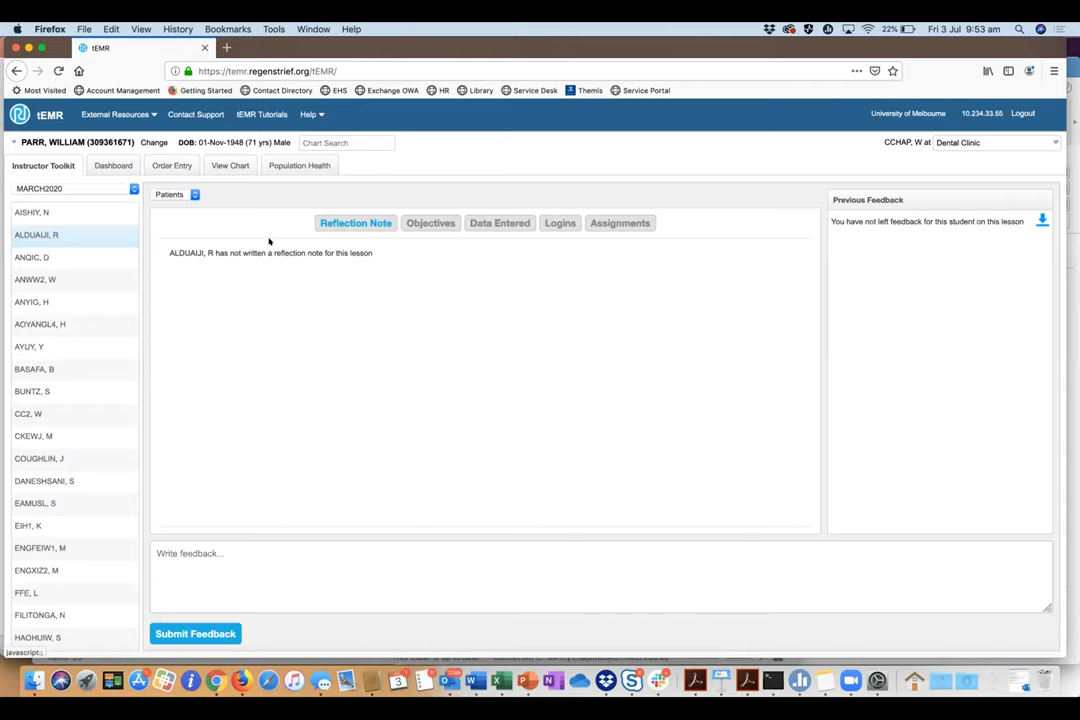 Firefox File Edit View History Bookmarks Tools Window Help 22% Fri 3 Jul 9:53 am
tEMR
https://temr.regenstrief.org/tEMR/
Most Visited Account Management Getting Started Contact Directory EHS Exchange OWA HR Library Service Desk Themis Service Portal
tEMR External Resources Contact Support tEMR Tutorials Help University of Melbourne 10.234.33.55 Logout
PARR, WILLIAM (309361671) Change DOB: 01-Nov-1948 (71 yrs) Male Chart Search CCHAP, W at Dental Clinic
Instructor Toolkit Dashboard Order Entry View Chart Population Health
MARCH2020
Patients
Previous Feedback
You have not left feedback for this student on this lesson
Reflection Note Objectives Data Entered Logins Assignments
ALDUAIJI, R has not written a reflection note for this lesson
AISHIY, N
ALDUAIJI, R
ANQIC, D
ANWW2, W
ANYIG, H
AOYANGL4, H
AYUY, Y
BASAFA, B
BUNTZ, S
CC2, W
CKEWJ, M
COUGHLIN, J
DANESHSANI, S
EAMUSL, S
EIH1, K
ENGFEIW1, M
ENGXIZ2, M
FFE, L
FILITONGA, N
HAOHUIW, S
Write feedback...
Submit Feedback
javascript:;